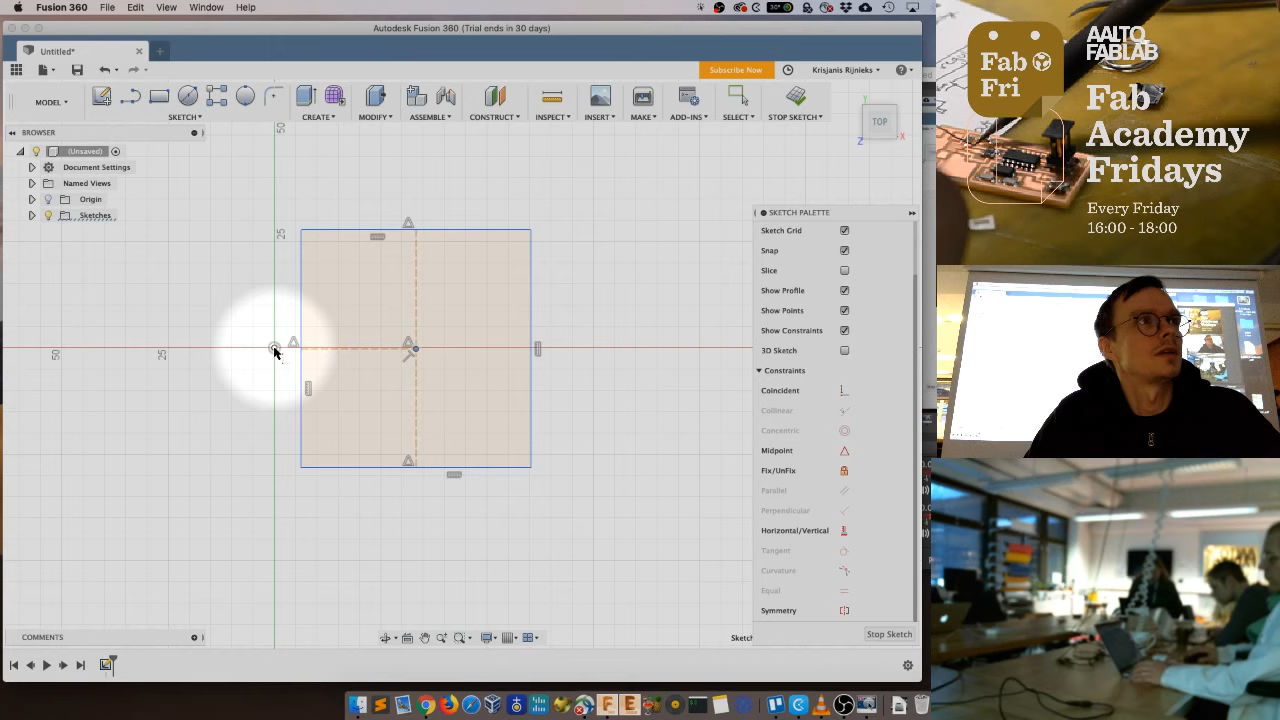 Fusion 360 File Edit View Window Help
30°
Autodesk Fusion 360 (Trial ends in 30 days)
Untitled*
Subscribe Now
Krisjanis Rijnieks
MODEL
SKETCH
CREATE
MODIFY
ASSEMBLE
CONSTRUCT
INSPECT
INSERT
MAKE
ADD-INS
SELECT
STOP SKETCH
BROWSER
(Unsaved)
Document Settings
Named Views
Origin
Sketches
50
25
50
25
TOP
Y
X
Z
SKETCH PALETTE
Sketch Grid
Snap
Slice
Show Profile
Show Points
Show Constraints
3D Sketch
Constraints
Coincident
Collinear
Concentric
Midpoint
Fix/UnFix
Parallel
Perpendicular
Horizontal/Vertical
Tangent
Curvature
Equal
Symmetry
Stop Sketch
Sketch
COMMENTS
Fab
Fri
AALTO
FABLAB
Fab
Academy
Fridays
Every Friday
16:00 - 18:00